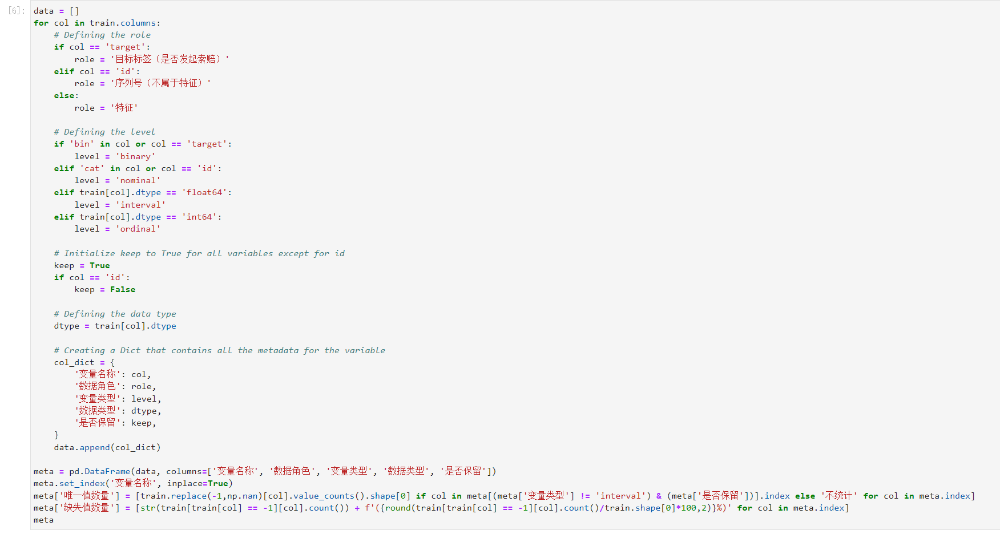 [6]:
data = []
for col in train.columns:
    # Defining the role
    if col == 'target':
        role = '目标标签（是否发起索赔）'
    elif col == 'id':
        role = '序列号（不属于特征）'
    else:
        role = '特征'

    # Defining the level
    if 'bin' in col or col == 'target':
        level = 'binary'
    elif 'cat' in col or col == 'id':
        level = 'nominal'
    elif train[col].dtype == 'float64':
        level = 'interval'
    elif train[col].dtype == 'int64':
        level = 'ordinal'

    # Initialize keep to True for all variables except for id
    keep = True
    if col == 'id':
        keep = False

    # Defining the data type
    dtype = train[col].dtype

    # Creating a Dict that contains all the metadata for the variable
    col_dict = {
        '变量名称': col,
        '数据角色': role,
        '变量类型': level,
        '数据类型': dtype,
        '是否保留': keep,
    }
    data.append(col_dict)

meta = pd.DataFrame(data, columns=['变量名称', '数据角色', '变量类型', '数据类型', '是否保留'])
meta.set_index('变量名称', inplace=True)
meta['唯一值数量'] = [train.replace(-1,np.nan)[col].value_counts().shape[0] if col in meta[(meta['变量类型'] != 'interval') & (meta['是否保留'])].index else '不统计' for col in meta.index]
meta['缺失值数量'] = [str(train[train[col] == -1][col].count()) + f'({round(train[train[col] == -1][col].count()/train.shape[0]*100,2)}%)' for col in meta.index]
meta